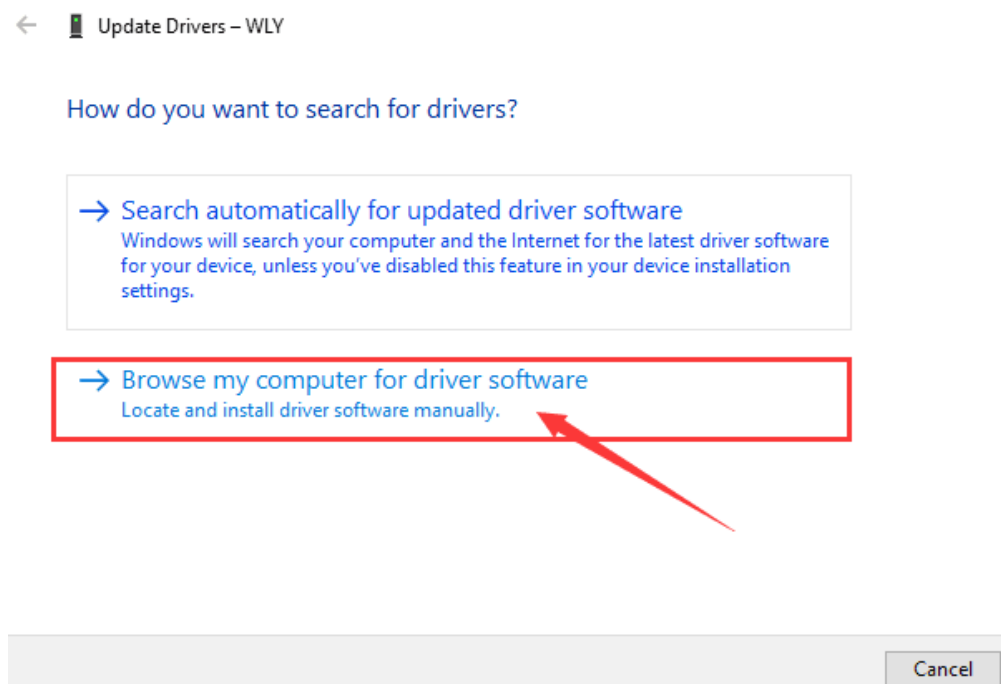 Update Drivers – WLY
How do you want to search for drivers?
Search automatically for updated driver software
Windows will search your computer and the Internet for the latest driver software
for your device, unless you've disabled this feature in your device installation
settings.
Browse my computer for driver software
Locate and install driver software manually.
Cancel